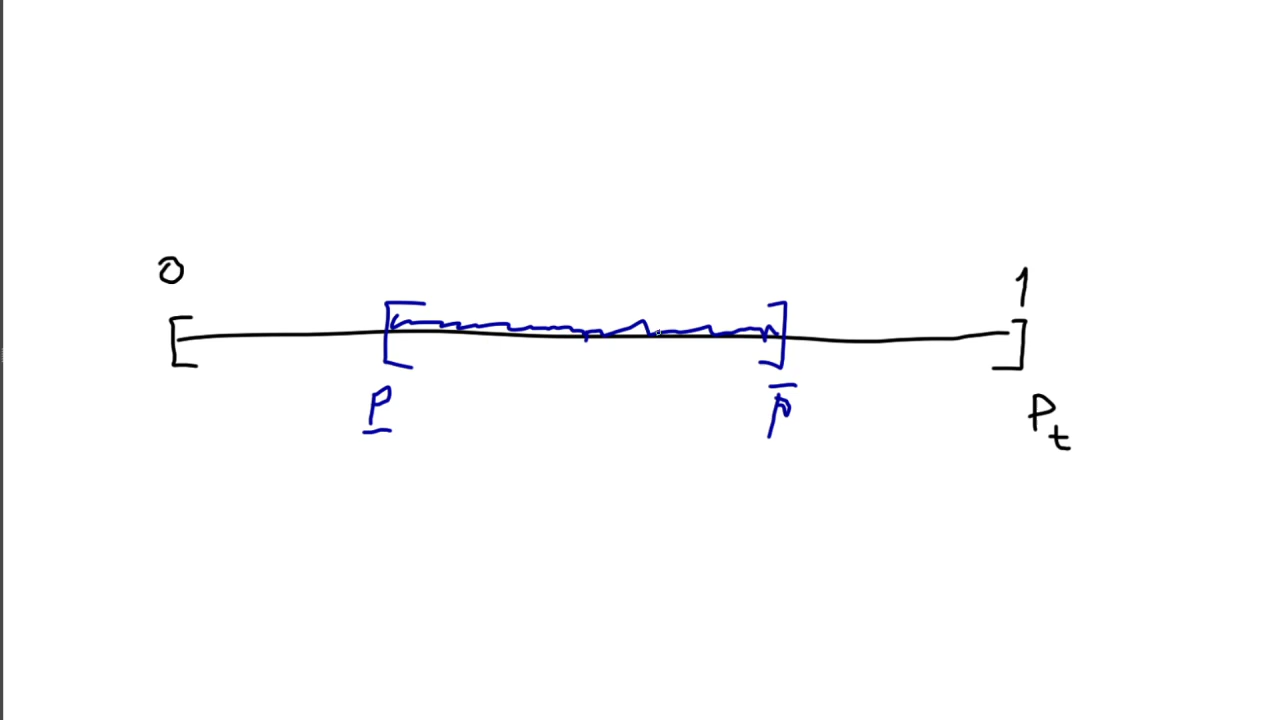 0 1
[ [ ] ]
P̲ p̅ P_t